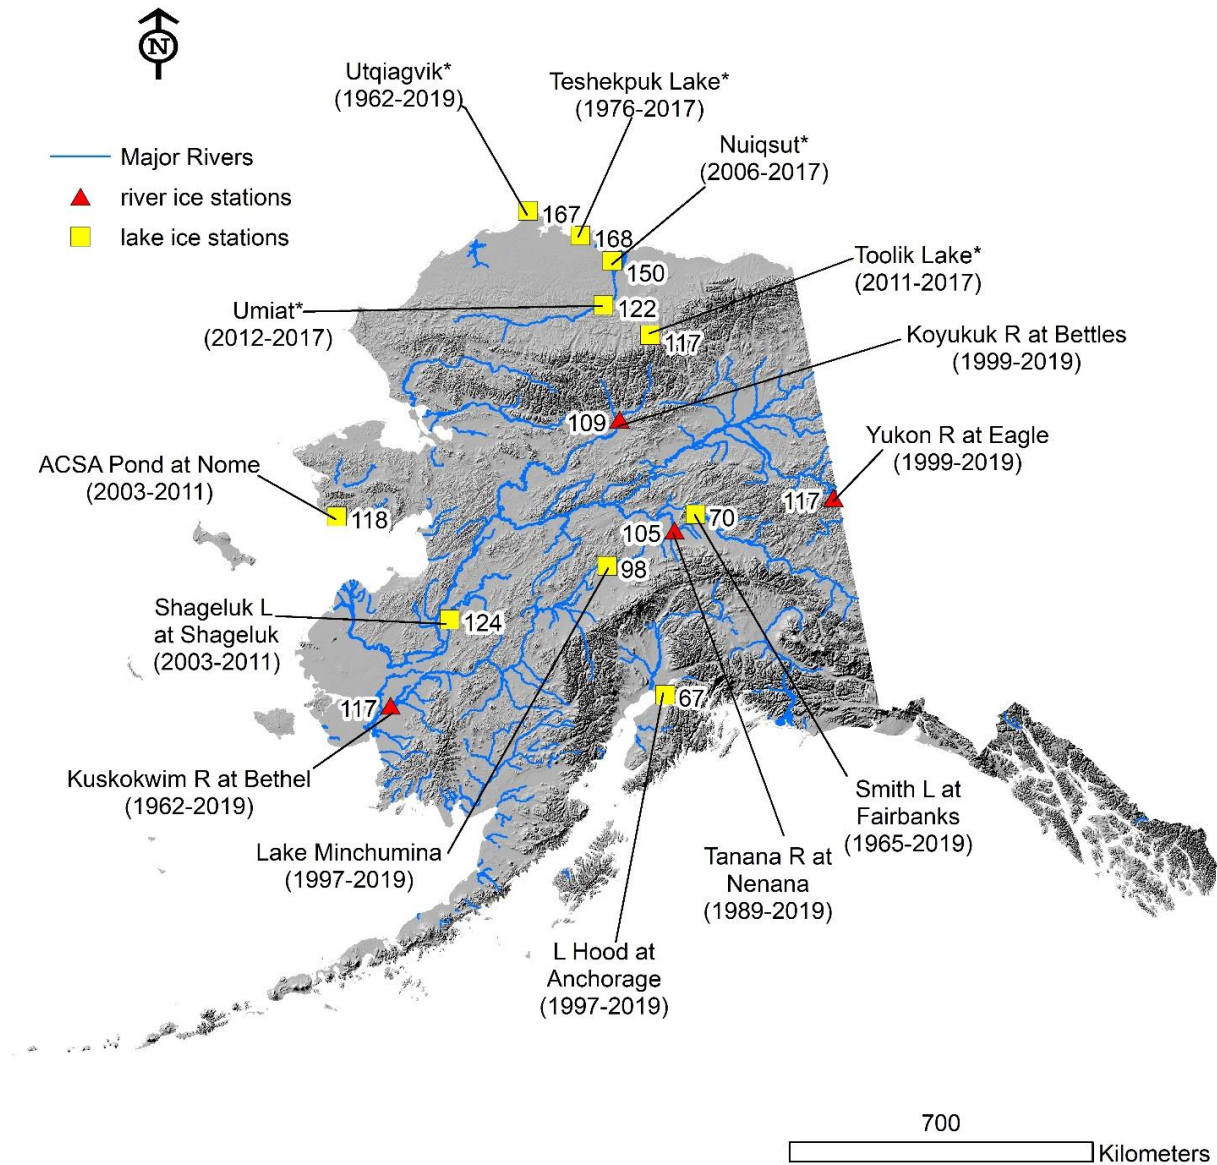 N
Utqiagvik*
(1962-2019)
Teshekpuk Lake*
(1976-2017)
Nuiqsut*
(2006-2017)
Major Rivers
river ice stations
lake ice stations
167
168
150
Toolik Lake*
(2011-2017)
Umiat*
(2012-2017)
122
117
Koyukuk R at Bettles
(1999-2019)
109
Yukon R at Eagle
(1999-2019)
ACSA Pond at Nome
(2003-2011)
117
118
70
105
98
Shageluk L
at Shageluk
(2003-2011)
124
117
67
Kuskokwim R at Bethel
(1962-2019)
Smith L at
Fairbanks
(1965-2019)
Lake Minchumina
(1997-2019)
Tanana R at
Nenana
(1989-2019)
L Hood at
Anchorage
(1997-2019)
700
Kilometers